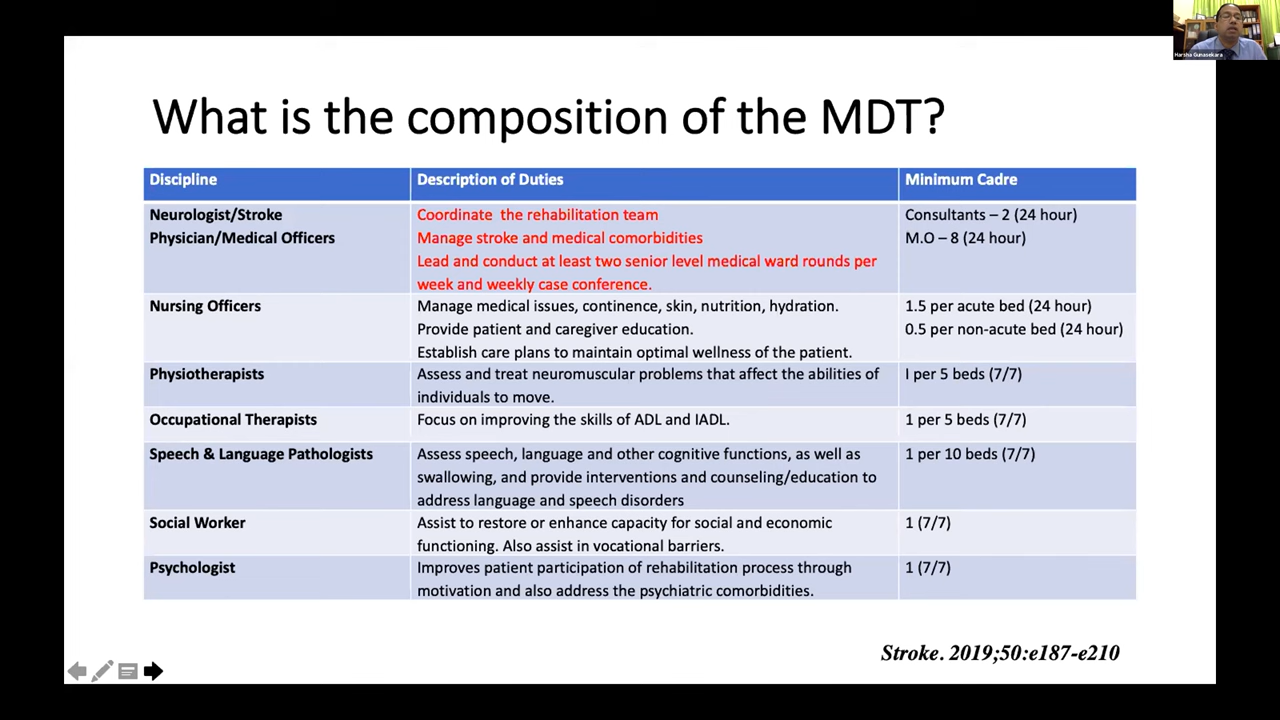 Harsha Gunasekara
What is the composition of the MDT?
Discipline
Description of Duties
Minimum Cadre
Neurologist/Stroke
Physician/Medical Officers
Coordinate the rehabilitation team
Manage stroke and medical comorbidities
Lead and conduct at least two senior level medical ward rounds per
week and weekly case conference.
Consultants – 2 (24 hour)
M.O – 8 (24 hour)
Nursing Officers
Manage medical issues, continence, skin, nutrition, hydration.
Provide patient and caregiver education.
Establish care plans to maintain optimal wellness of the patient.
1.5 per acute bed (24 hour)
0.5 per non-acute bed (24 hour)
Physiotherapists
Assess and treat neuromuscular problems that affect the abilities of
individuals to move.
I per 5 beds (7/7)
Occupational Therapists
Focus on improving the skills of ADL and IADL.
1 per 5 beds (7/7)
Speech & Language Pathologists
Assess speech, language and other cognitive functions, as well as
swallowing, and provide interventions and counseling/education to
address language and speech disorders
1 per 10 beds (7/7)
Social Worker
Assist to restore or enhance capacity for social and economic
functioning. Also assist in vocational barriers.
1 (7/7)
Psychologist
Improves patient participation of rehabilitation process through
motivation and also address the psychiatric comorbidities.
1 (7/7)
Stroke. 2019;50:e187-e210